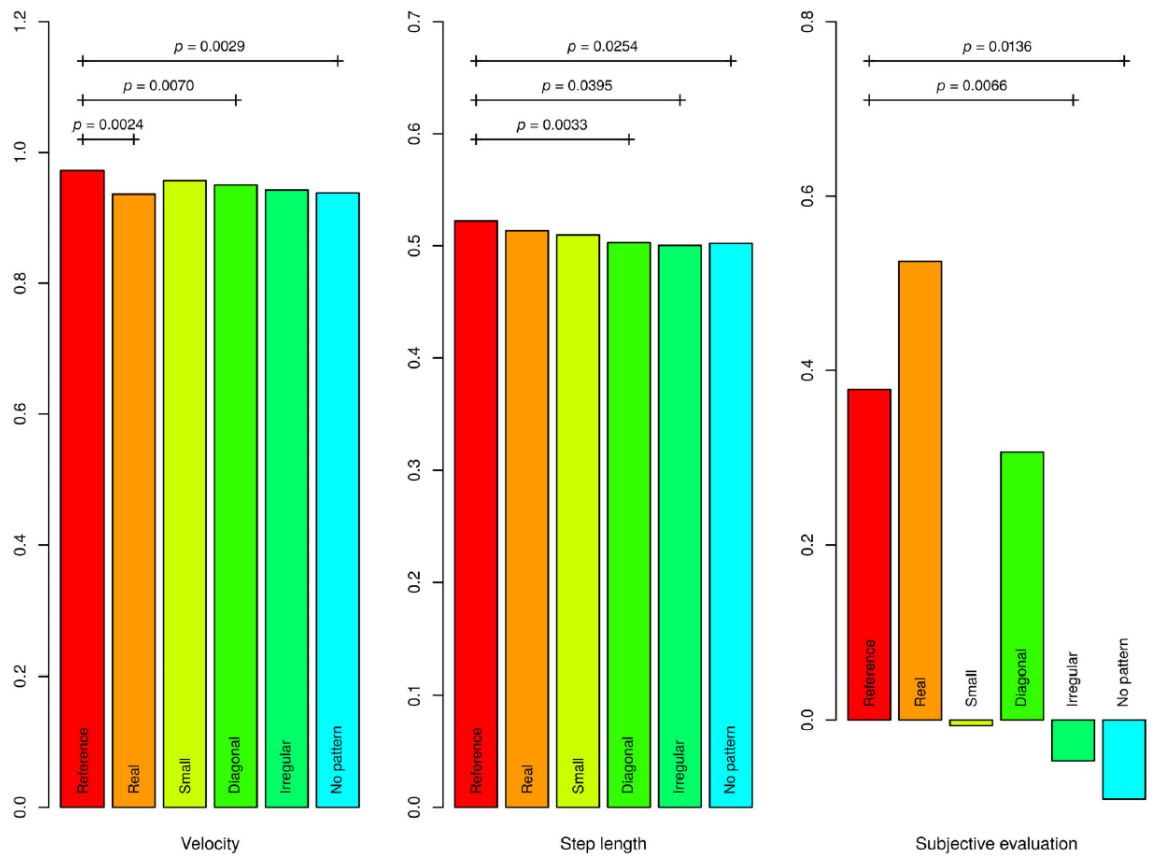 1.2
1.0
0.8
0.6
0.4
0.2
0.0
p = 0.0029
p = 0.0070
p = 0.0024
Reference
Real
Small
Diagonal
Irregular
No pattern
Velocity
0.7
0.6
0.5
0.4
0.3
0.2
0.1
0.0
p = 0.0254
p = 0.0395
p = 0.0033
Reference
Real
Small
Diagonal
Irregular
No pattern
Step length
0.8
0.6
0.4
0.2
0.0
p = 0.0136
p = 0.0066
Reference
Real
Small
Diagonal
Irregular
No pattern
Subjective evaluation